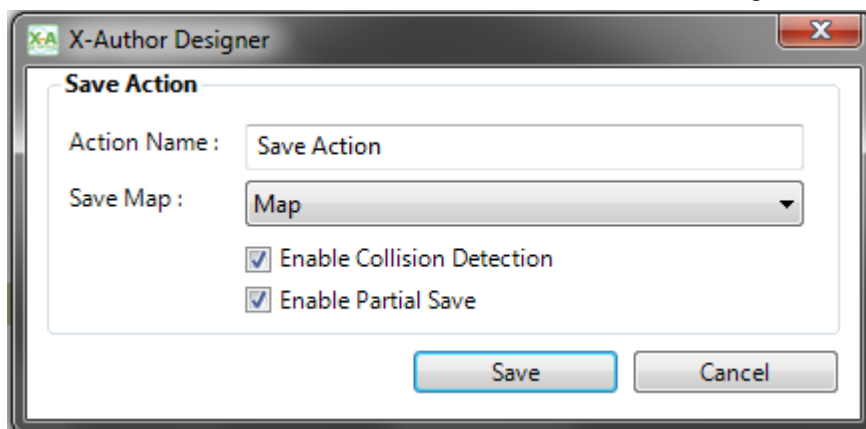 X-A X-Author Designer
Save Action
Action Name : Save Action
Save Map : Map
Enable Collision Detection
Enable Partial Save
Save Cancel